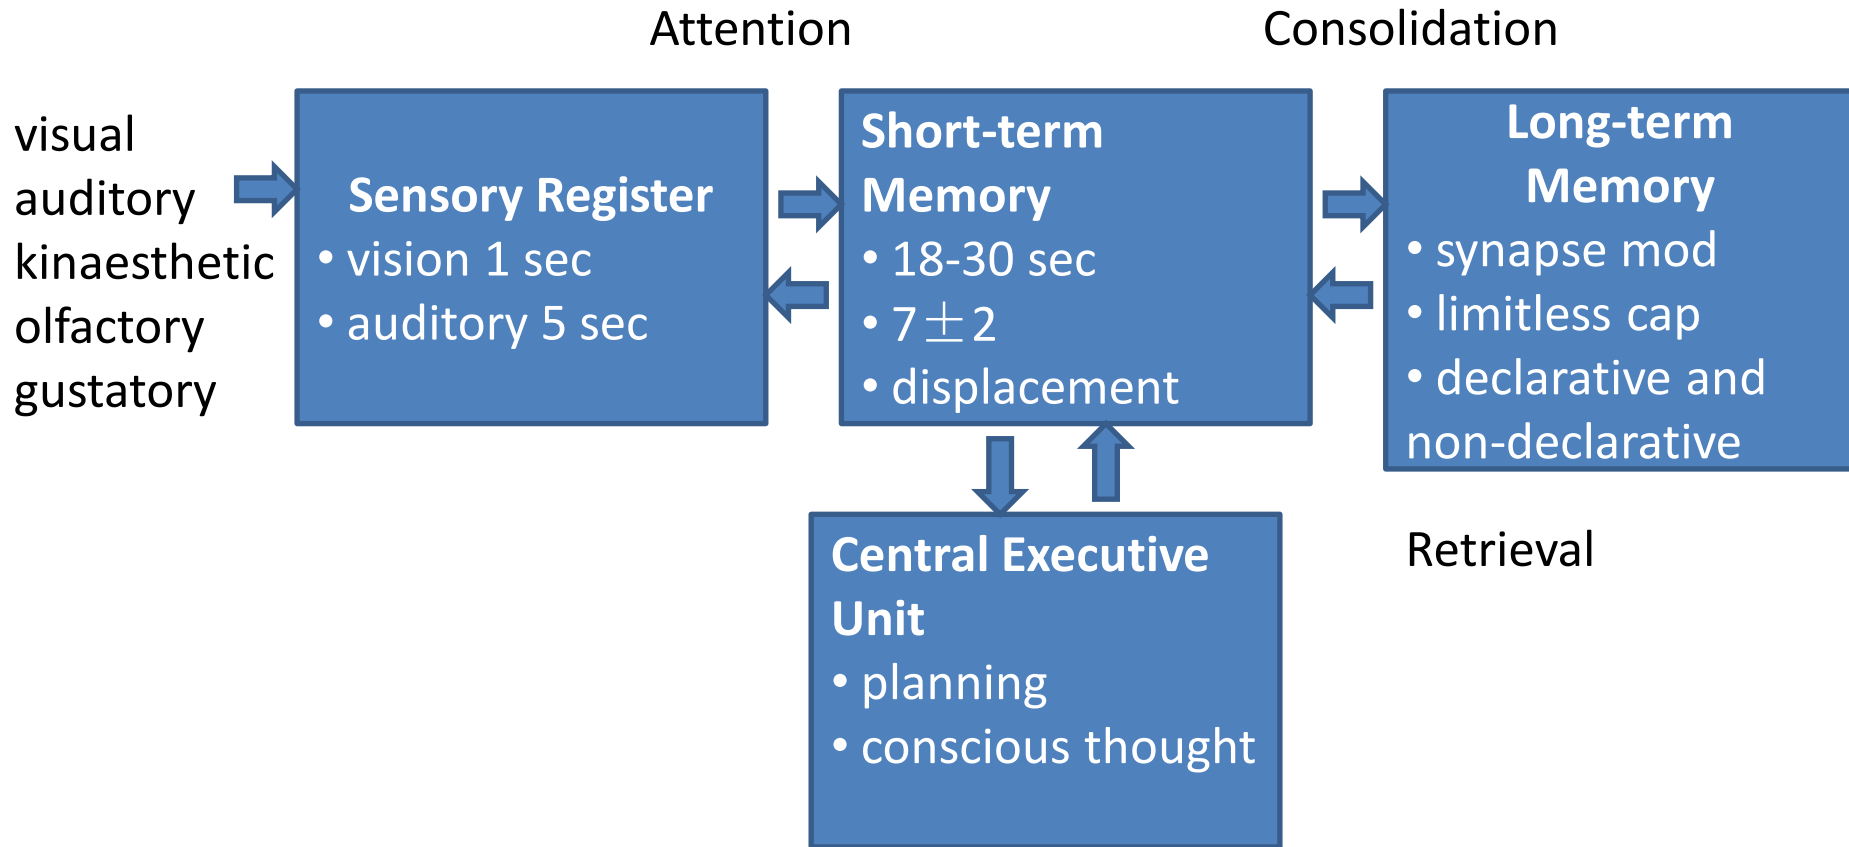 Attention
Consolidation
visual
auditory
kinaesthetic
olfactory
gustatory
Sensory Register
• vision 1 sec
• auditory 5 sec
Short-term
Memory
• 18-30 sec
• 7±2
• displacement
Long-term
Memory
• synapse mod
• limitless cap
• declarative and
non-declarative
Central Executive
Unit
• planning
• conscious thought
Retrieval